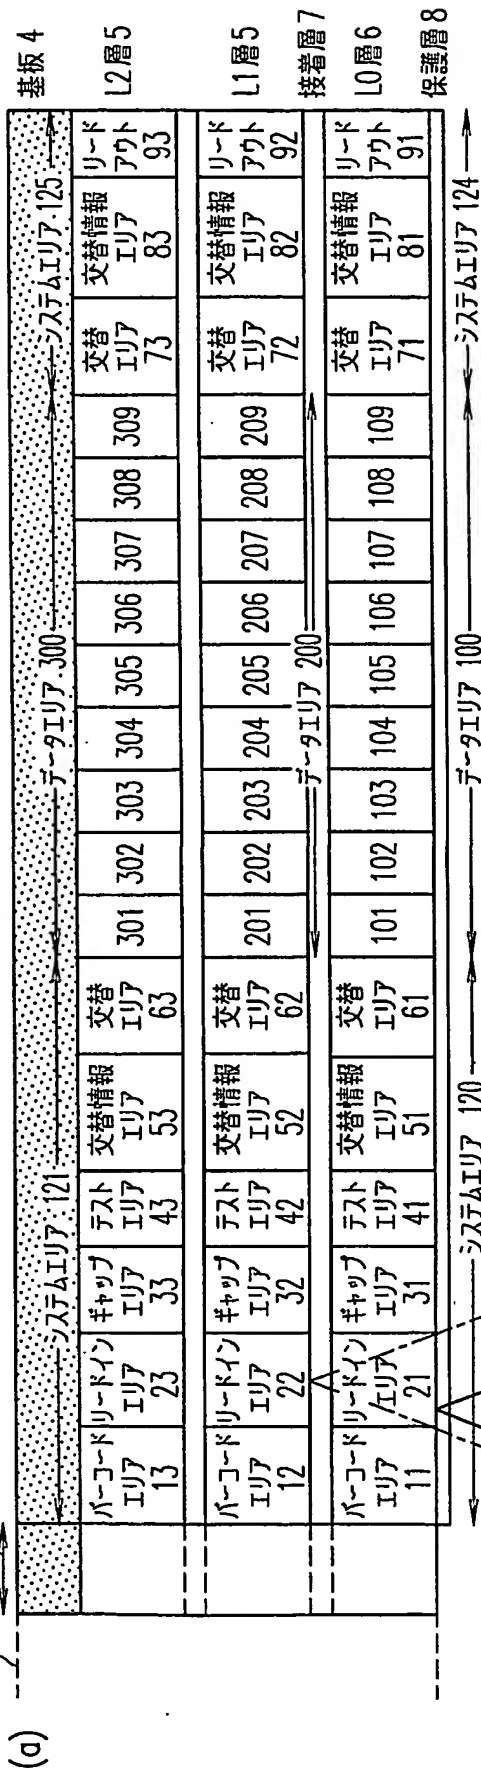 (a)
システムエリア 121
データエリア 300
システムエリア 125
基板 4
バーコード
エリア
13
リードイン
エリア
23
ギャップ
エリア
33
テスト
エリア
43
交替情報
エリア
53
交替
エリア
63
301
302
303
304
305
306
307
308
309
交替
エリア
73
交替情報
エリア
83
リード
アウト
93
L2層5
バーコード
エリア
12
リードイン
エリア
22
ギャップ
エリア
32
テスト
エリア
42
交替情報
エリア
52
交替
エリア
62
201
202
203
204
205
206
207
208
209
交替
エリア
72
交替情報
エリア
82
リード
アウト
92
L1層5
データエリア 200
接着層7
バーコード
エリア
11
リードイン
エリア
21
ギャップ
エリア
31
テスト
エリア
41
交替情報
エリア
51
交替
エリア
61
101
102
103
104
105
106
107
108
109
交替
エリア
71
交替情報
エリア
81
リード
アウト
91
L0層6
保護層8
システムエリア 120
データエリア 100
システムエリア 124